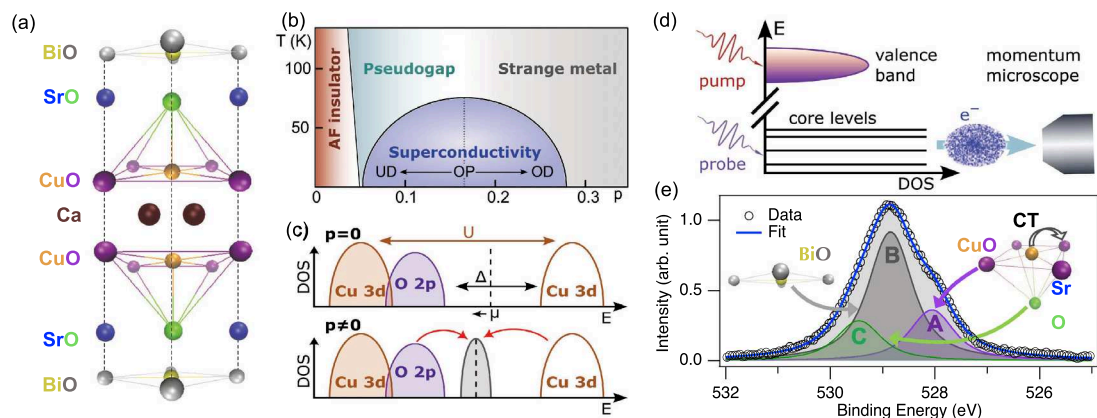 (a)
BiO
SrO
CuO
Ca
CuO
SrO
BiO
(b)
T (K)
100
50
AF insulator
Pseudogap
Strange metal
Superconductivity
UD
OP
OD
0.1
0.2
0.3
p
(c)
p=0
U
DOS
Cu 3d
O 2p
Δ
Cu 3d
μ
E
p≠0
DOS
Cu 3d
O 2p
Cu 3d
E
(d)
E
pump
valence
band
momentum
microscope
core levels
e−
probe
DOS
(e)
Intensity (arb. unit)
1.0
0.5
0.0
Data
Fit
BiO
B
A
C
CT
CuO
Sr
O
532
530
528
526
Binding Energy (eV)